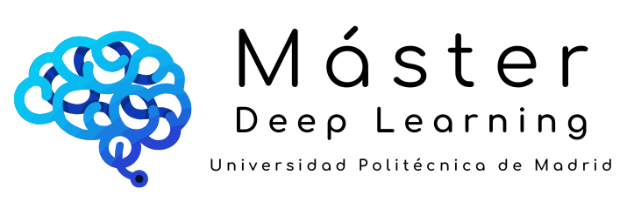 Máster
Deep Learning
Universidad Politécnica de Madrid